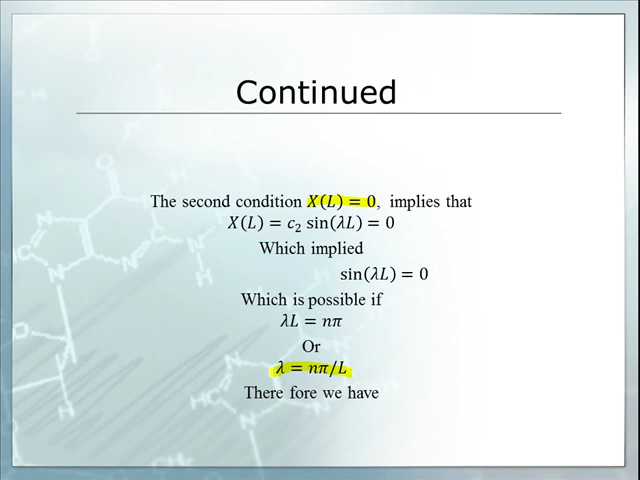 Continued
The second condition X(L) = 0, implies that
X(L) = c₂ sin(λL) = 0
Which implied
sin(λL) = 0
Which is possible if
λL = nπ
Or
λ = nπ/L
There fore we have